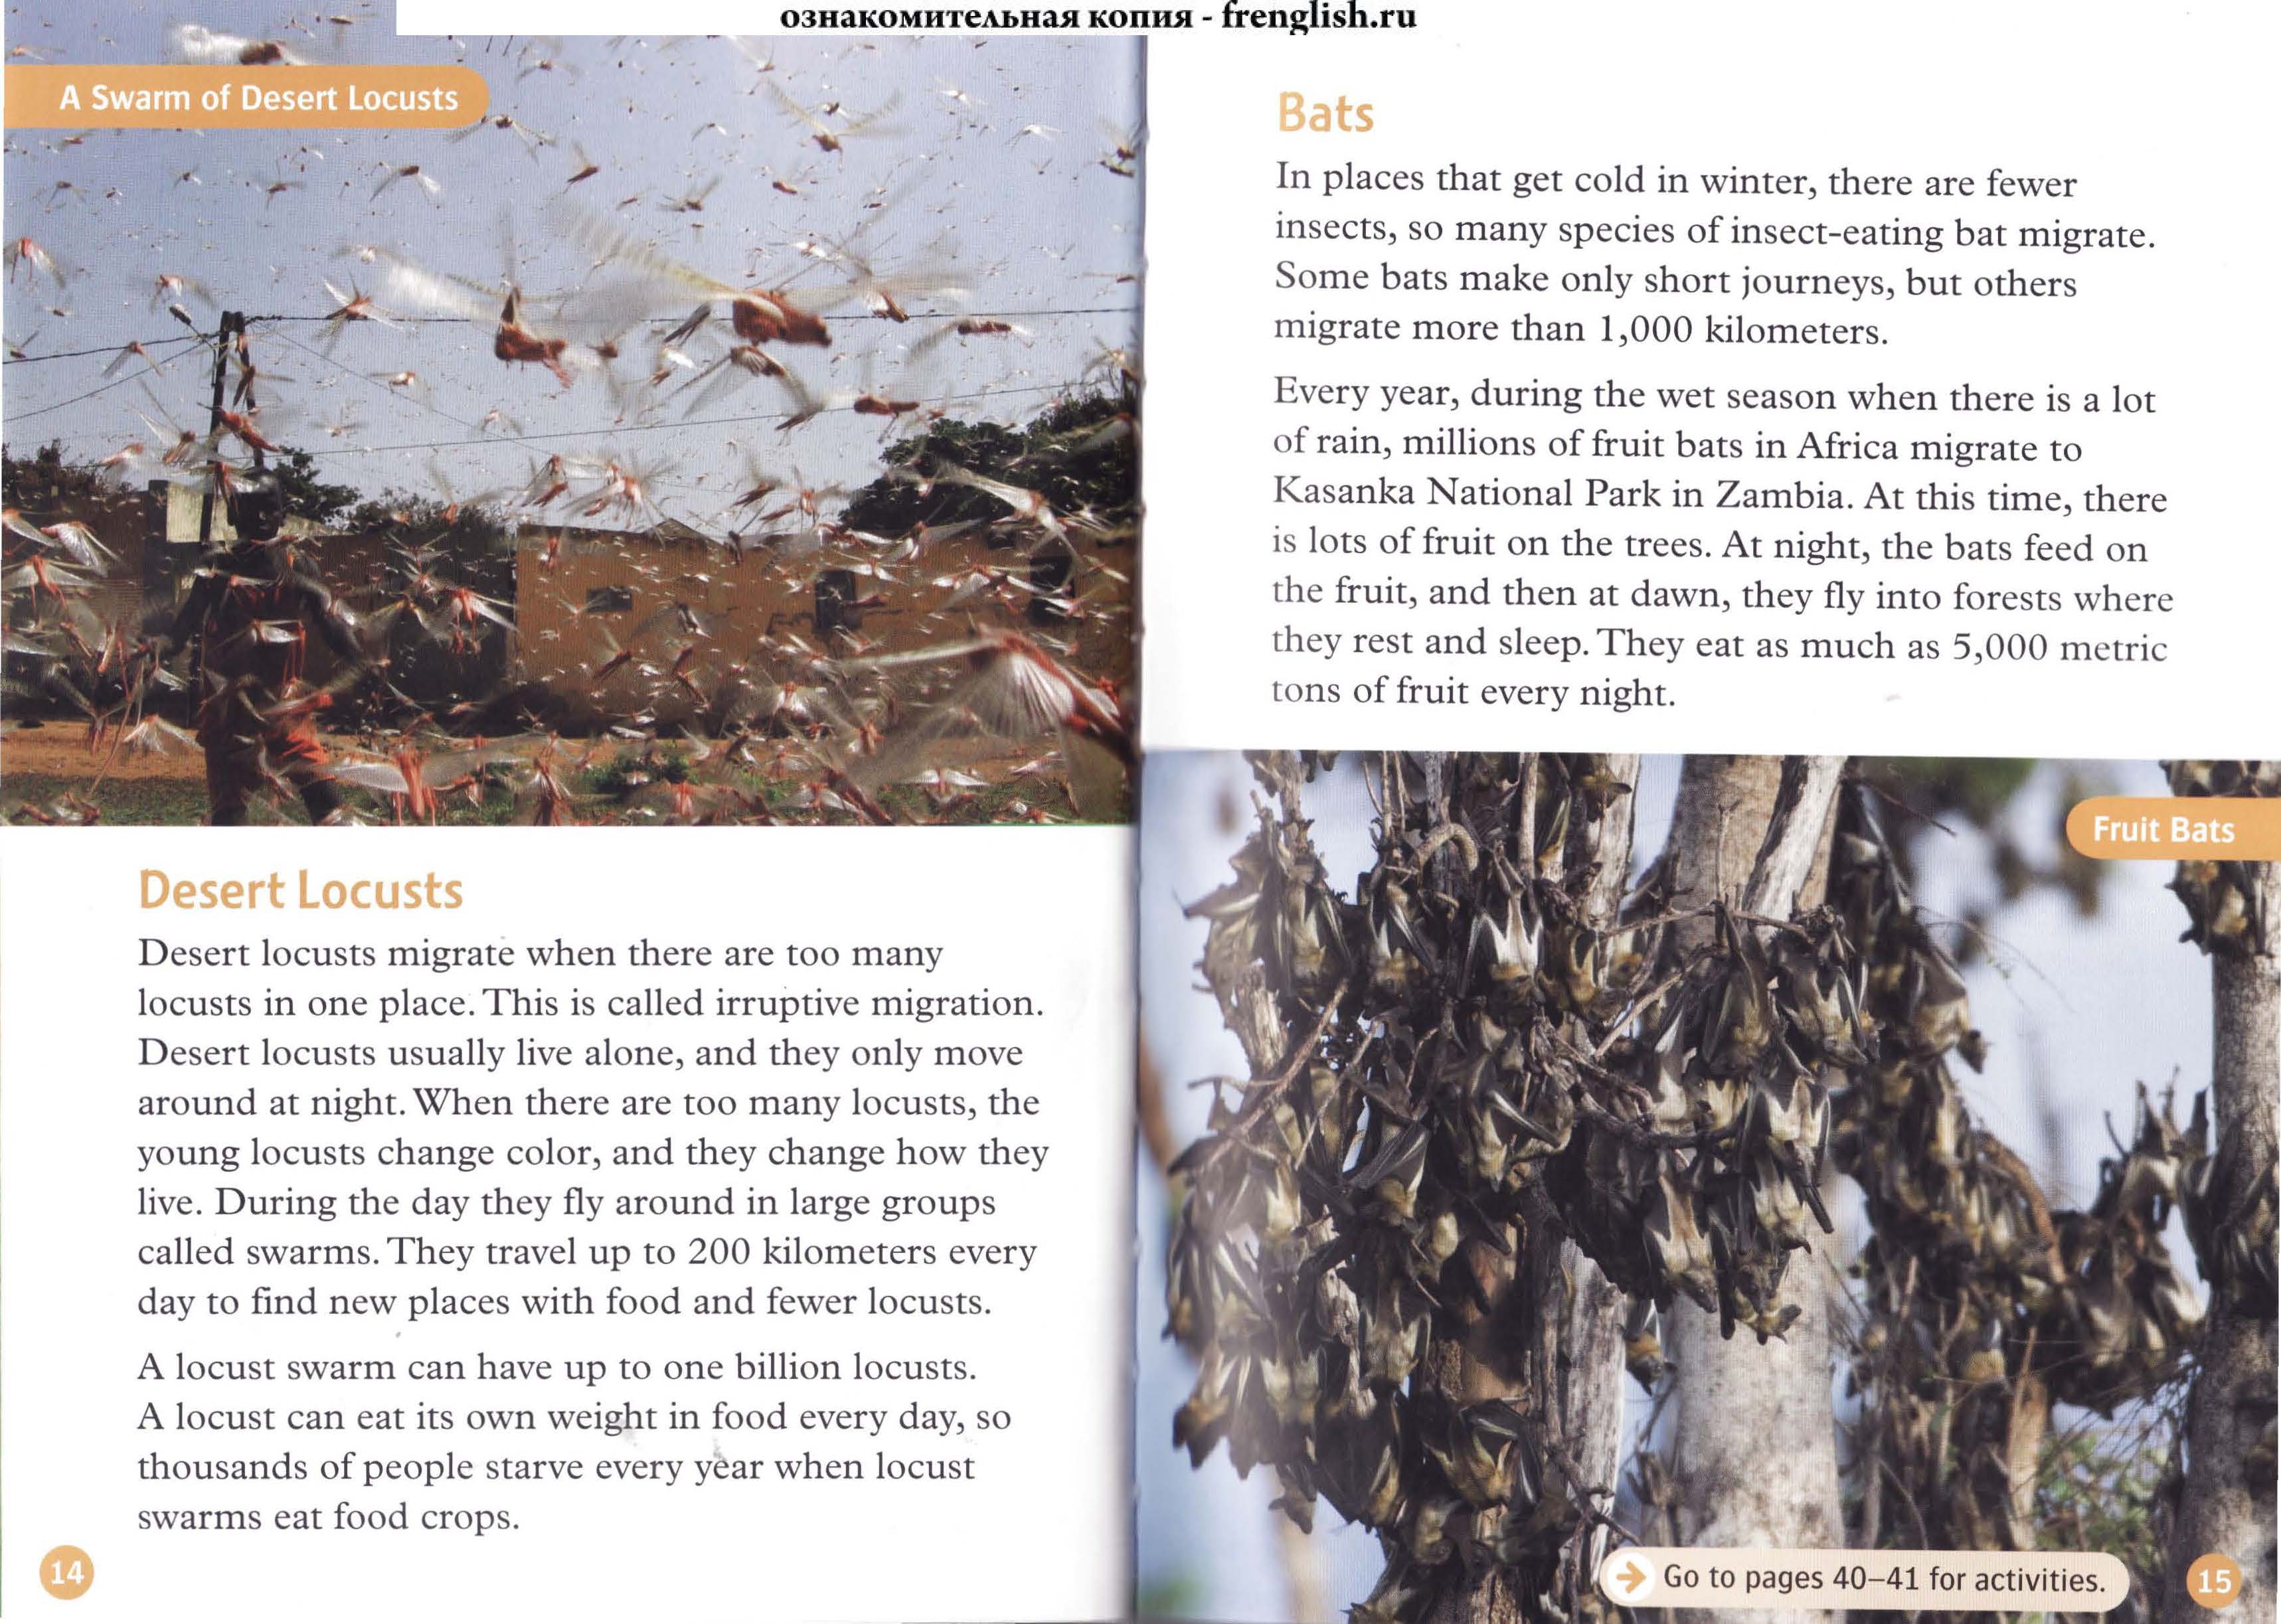 ознакомительная копия - frenglish.ru
A Swarm of Desert Locusts
Desert Locusts
Desert locusts migrate when there are too many
locusts in one place. This is called irruptive migration.
Desert locusts usually live alone, and they only move
around at night. When there are too many locusts, the
young locusts change color, and they change how they
live. During the day they fly around in large groups
called swarms. They travel up to 200 kilometers every
day to find new places with food and fewer locusts.
A locust swarm can have up to one billion locusts.
A locust can eat its own weight in food every day, so
thousands of people starve every year when locust
swarms eat food crops.
14
Bats
In places that get cold in winter, there are fewer
insects, so many species of insect-eating bat migrate.
Some bats make only short journeys, but others
migrate more than 1,000 kilometers.
Every year, during the wet season when there is a lot
of rain, millions of fruit bats in Africa migrate to
Kasanka National Park in Zambia. At this time, there
is lots of fruit on the trees. At night, the bats feed on
the fruit, and then at dawn, they fly into forests where
they rest and sleep. They eat as much as 5,000 metric
tons of fruit every night.
Fruit Bats
Go to pages 40–41 for activities.
15